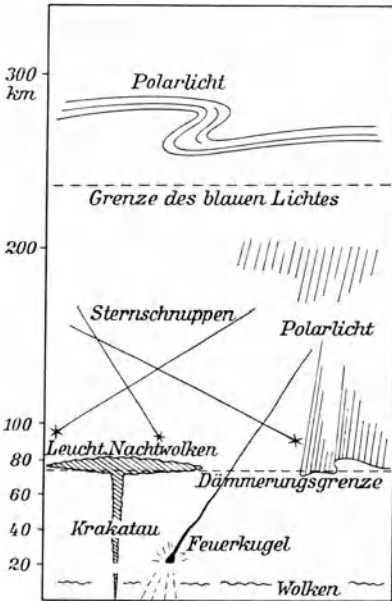 300
km
Polarlicht
Grenze des blauen Lichtes
200
Sternschnuppen
Polarlicht
100
Leucht.Nachtwolken
80
Dämmerungsgrenze
60
Krakatau
40
Feuerkugel
20
Wolken